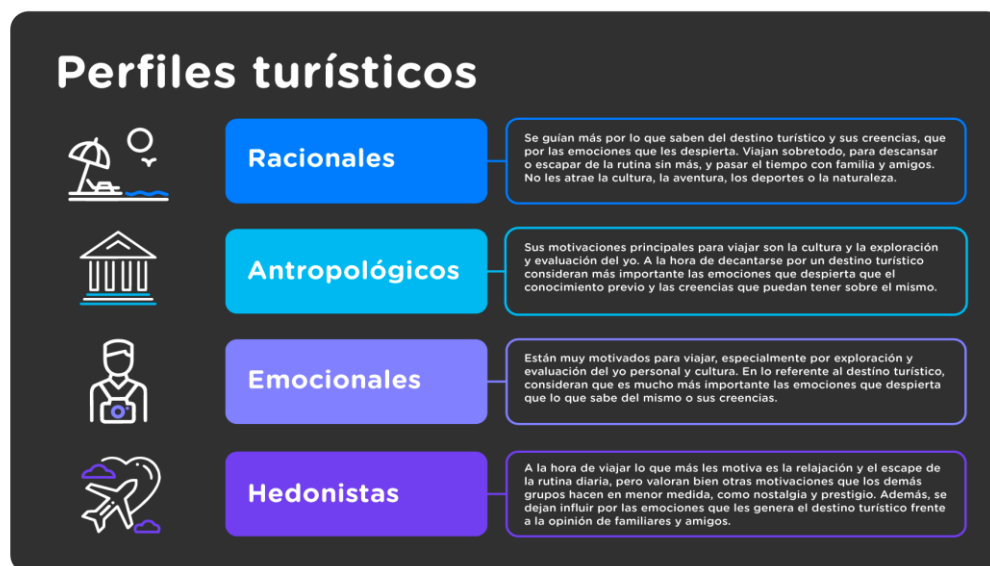 Perfiles turísticos
Racionales
Se guían más por lo que saben del destino turístico y sus creencias, que
por las emociones que les despierta. Viajan sobretodo, para descansar
o escapar de la rutina sin más, y pasar el tiempo con familia y amigos.
No les atrae la cultura, la aventura, los deportes o la naturaleza.
Antropológicos
Sus motivaciones principales para viajar son la cultura y la exploración
y evaluación del yo. A la hora de decantarse por un destino turístico
consideran más importante las emociones que despierta que el
conocimiento previo y las creencias que puedan tener sobre el mismo.
Emocionales
Están muy motivados para viajar, especialmente por exploración y
evaluación del yo personal y cultura. En lo referente al destino turístico,
consideran que es mucho más importante las emociones que despierta
que lo que sabe del mismo o sus creencias.
Hedonistas
A la hora de viajar lo que más les motiva es la relajación y el escape de
la rutina diaria, pero valoran bien otras motivaciones que los demás
grupos hacen en menor medida, como nostalgia y prestigio. Además, se
dejan influir por las emociones que les genera el destino turístico frente
a la opinión de familiares y amigos.